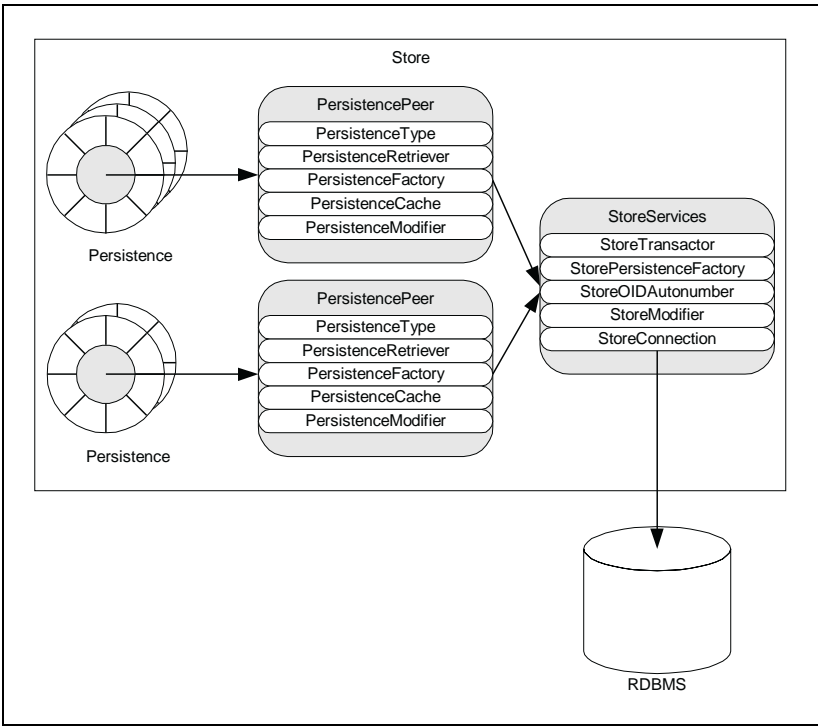 Store
PersistencePeer
PersistenceType
PersistenceRetriever
PersistenceFactory
PersistenceCache
PersistenceModifier
Persistence
PersistencePeer
PersistenceType
PersistenceRetriever
PersistenceFactory
PersistenceCache
PersistenceModifier
Persistence
StoreServices
StoreTransactor
StorePersistenceFactory
StoreOIDAutonumber
StoreModifier
StoreConnection
RDBMS